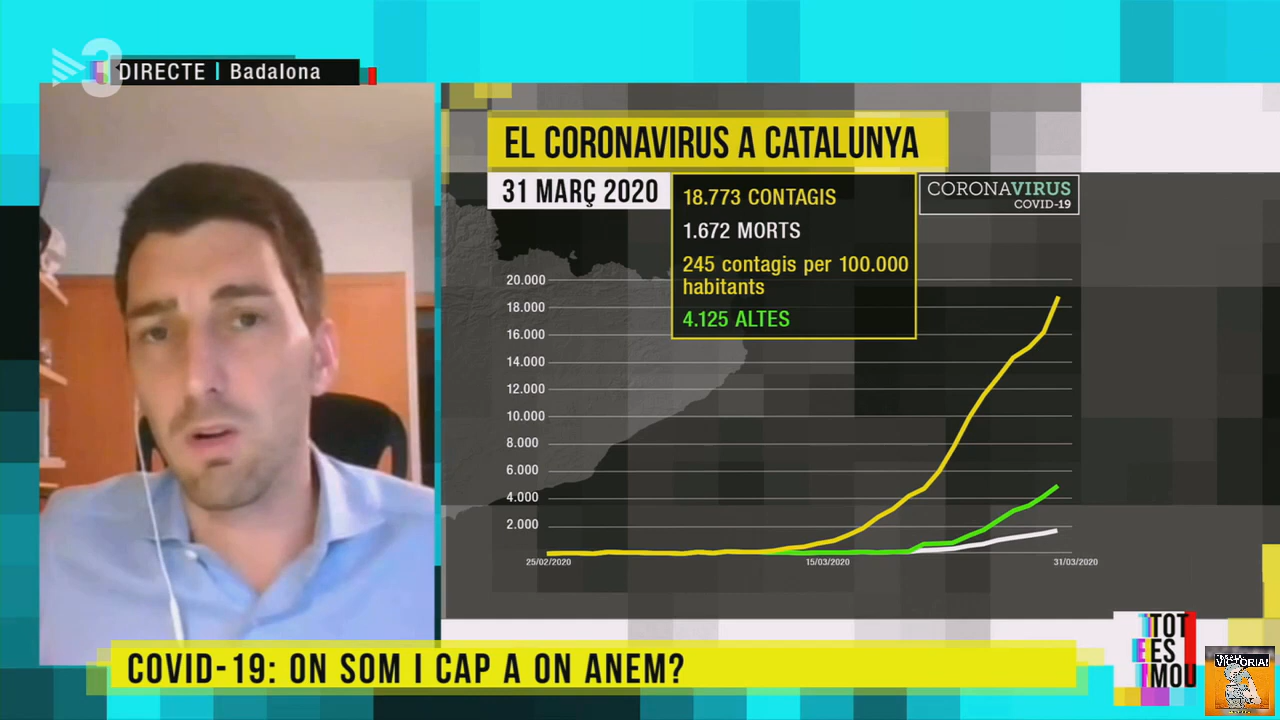 3
DIRECTE | Badalona
EL CORONAVIRUS A CATALUNYA
31 MARÇ 2020
18.773 CONTAGIS
1.672 MORTS
245 contagis per 100.000
habitants
4.125 ALTES
CORONAVIRUS
COVID-19
20.000
18.000
16.000
14.000
12.000
10.000
8.000
6.000
4.000
2.000
25/02/2020
15/03/2020
31/03/2020
COVID-19: ON SOM I CAP A ON ANEM?
TOT
ES
MOU
VICTORIA!